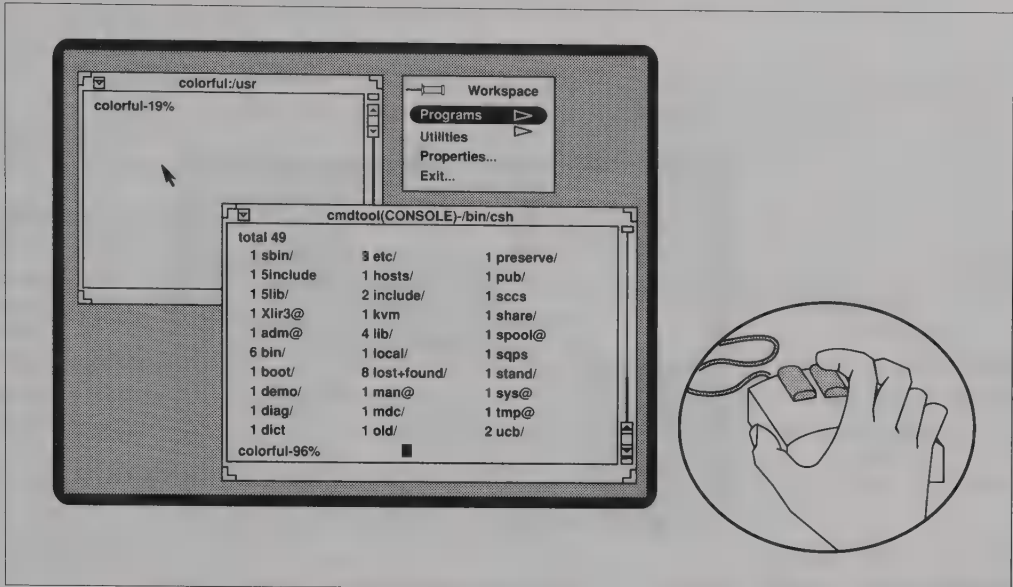 colorful:/usr
colorful-19%
Workspace
Programs
Utilities
Properties...
Exit...
cmdtool(CONSOLE)-/bin/csh
total 49
1 sbin/ 3 etc/ 1 preserve/
1 5include 1 hosts/ 1 pub/
1 5lib/ 2 include/ 1 sccs
1 Xlir3@ 1 kvm 1 share/
1 adm@ 4 lib/ 1 spool@
6 bin/ 1 local/ 1 sqps
1 boot/ 8 lost+found/ 1 stand/
1 demo/ 1 man@ 1 sys@
1 diag/ 1 mdc/ 1 tmp@
1 dict 1 old/ 2 ucb/
colorful-96%